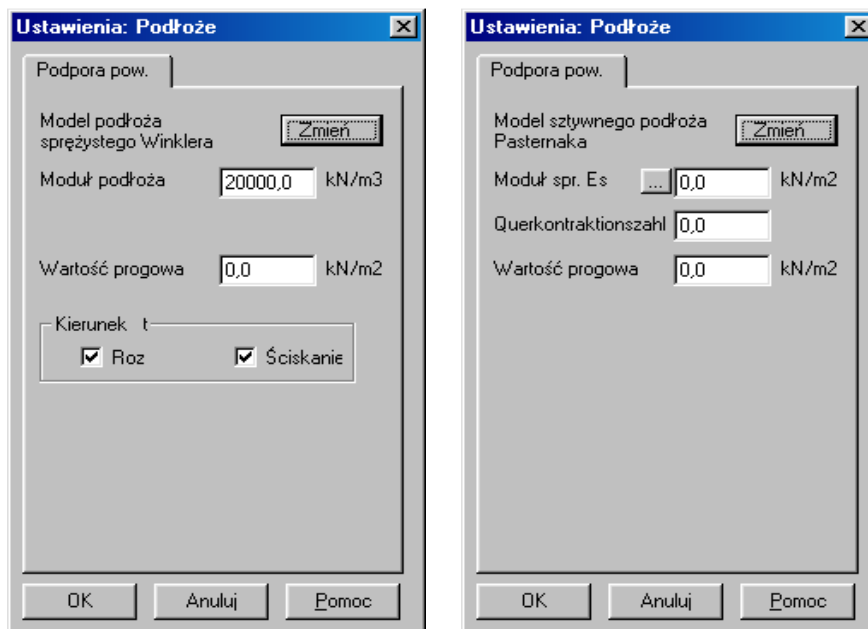 Ustawienia: Podłoże
Podpora pow.
Model podłoża
sprężystego Winklera
Zmień
Moduł podłoża 20000,0 kN/m3
Wartość progowa 0,0 kN/m2
Kierunek t
Roz Ściskanie
OK Anuluj Pomoc
Ustawienia: Podłoże
Podpora pow.
Model sztywnego podłoża
Pasternaka
Zmień
Moduł spr. Es ... 0,0 kN/m2
Querkontraktionszahl 0,0
Wartość progowa 0,0 kN/m2
OK Anuluj Pomoc